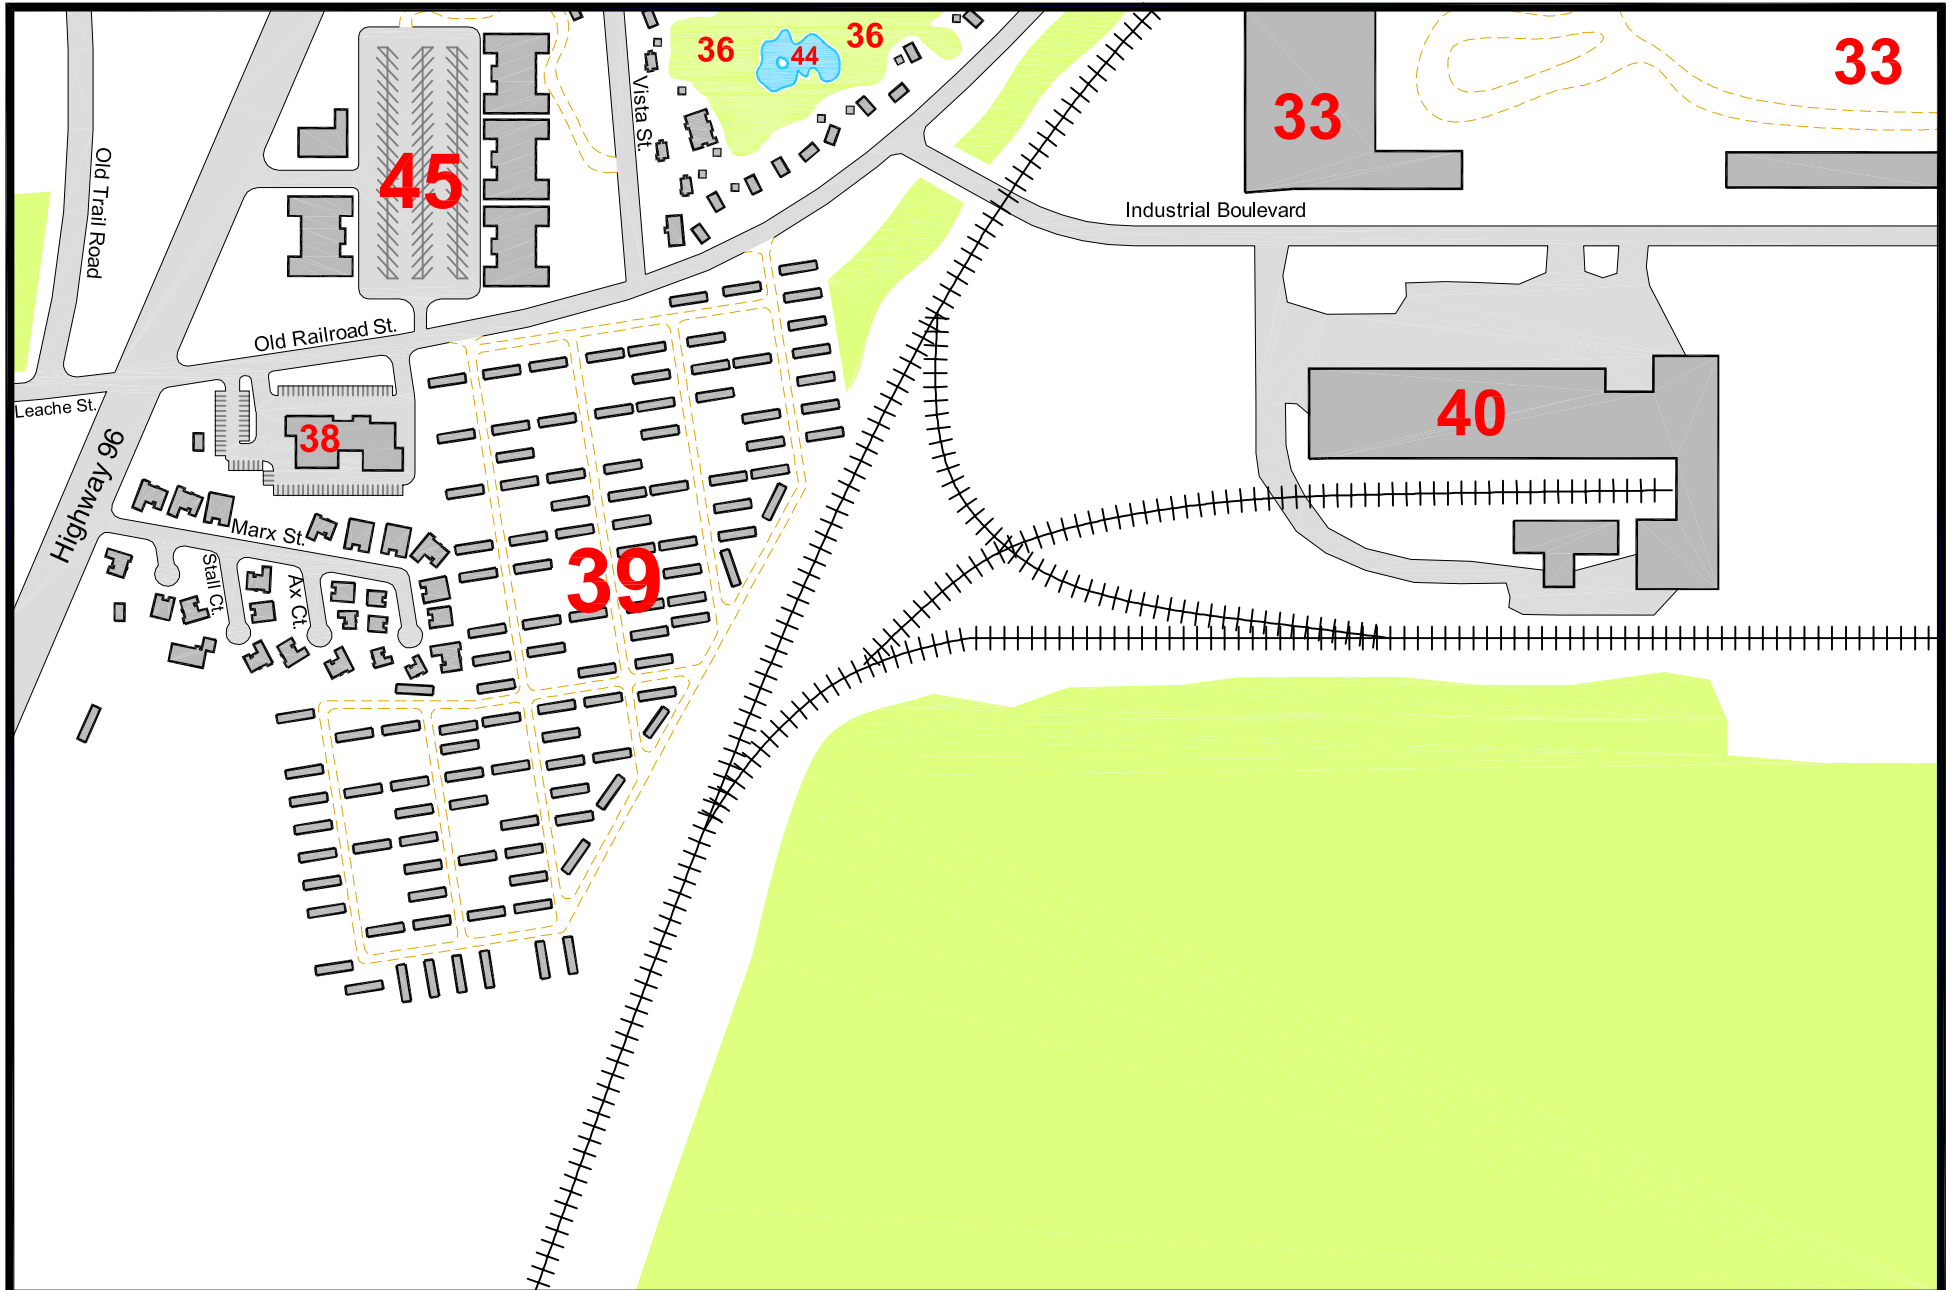 36
44
36
33
33
Vista St.
45
Old Trail Road
Industrial Boulevard
Old Railroad St.
Leache St.
38
40
Highway 96
Marx St.
39
Stall Ct.
Ax Ct.